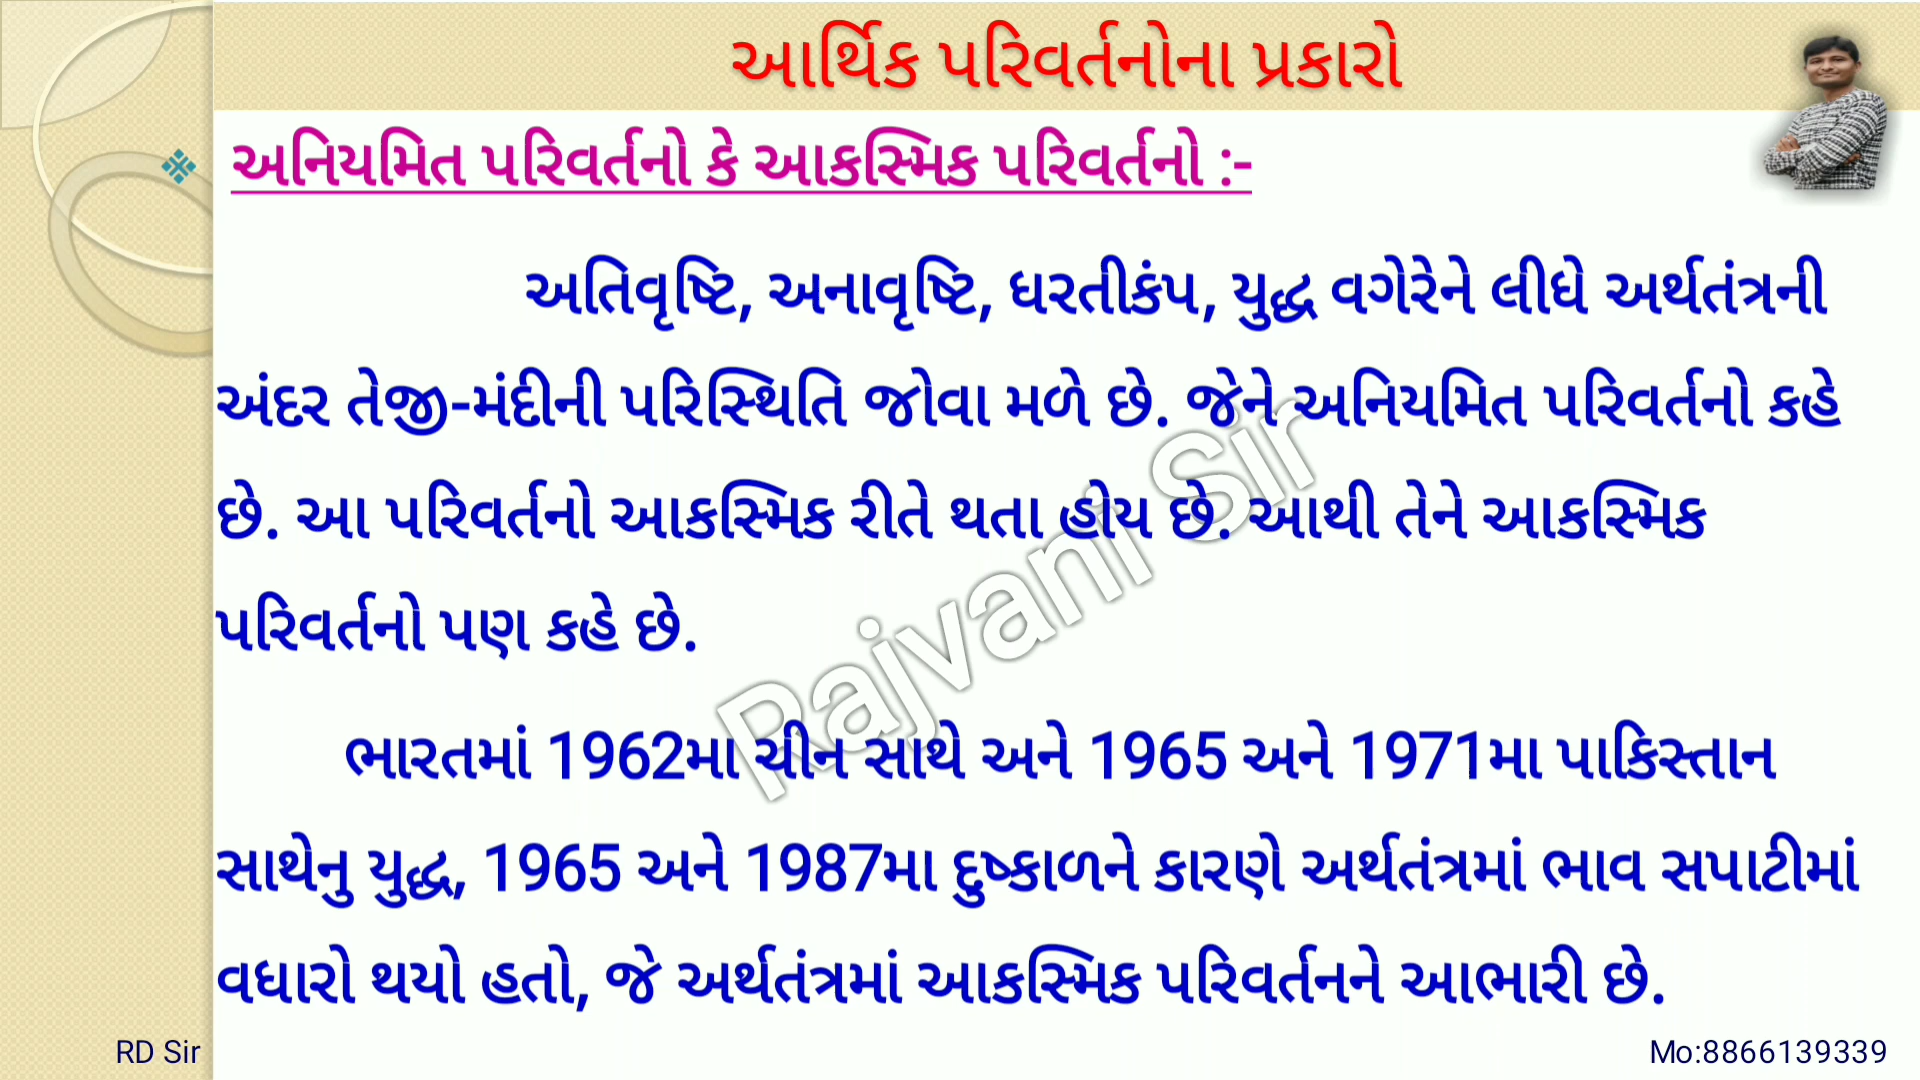 આર્થિક પરિવર્તનોના પ્રકારો
અનિયમિત પરિવર્તનો કે આકસ્મિક પરિવર્તનો :-
અતિવૃષ્ટિ, અનાવૃષ્ટિ, ધરતીકંપ, યુદ્ધ વગેરેને લીધે અર્થતંત્રની
અંદર તેજી-મંદીની પરિસ્થિતિ જોવા મળે છે. જેને અનિયમિત પરિવર્તનો કહે
છે. આ પરિવર્તનો આકસ્મિક રીતે થતા હોય છે. આથી તેને આકસ્મિક
પરિવર્તનો પણ કહે છે.
Rajvani Sir
ભારતમાં 1962મા ચીન સાથે અને 1965 અને 1971મા પાકિસ્તાન
સાથેનુ યુદ્ધ, 1965 અને 1987મા દુષ્કાળને કારણે અર્થતંત્રમાં ભાવ સપાટીમાં
વધારો થયો હતો, જે અર્થતંત્રમાં આકસ્મિક પરિવર્તનને આભારી છે.
RD Sir
Mo:8866139339